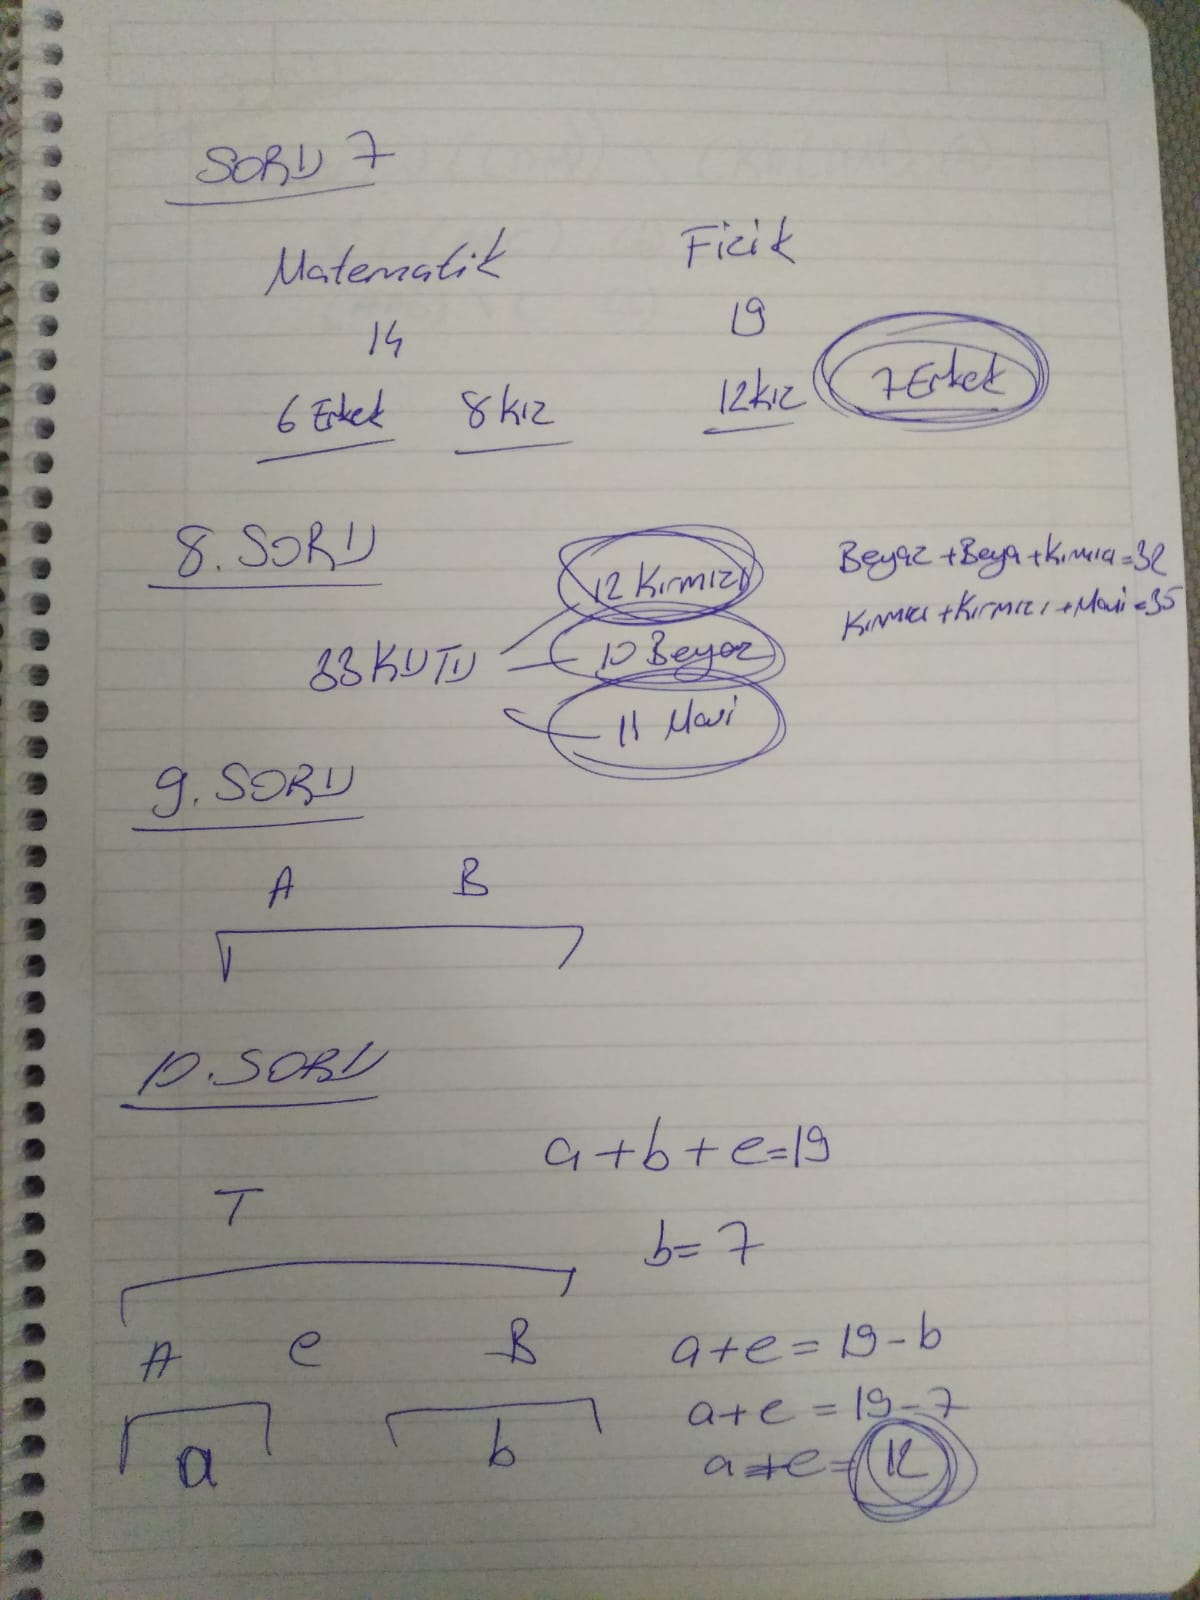 SORU 7
Matematik Fizik
14 19
6 Erkek 8 kız 12 kız 7 Erkek
8. SORU
12 Kırmızı
33 KUTU 10 Beyaz
11 Mavi
Beyaz + Beya + Kırmızı = 32
Kırmızı + Kırmızı + Mavi = 35
9. SORU
A B
10. SORU
T
A e B
a b
a + b + e = 19
b = 7
a + e = 19 - b
a + e = 19 - 7
a + e = 12